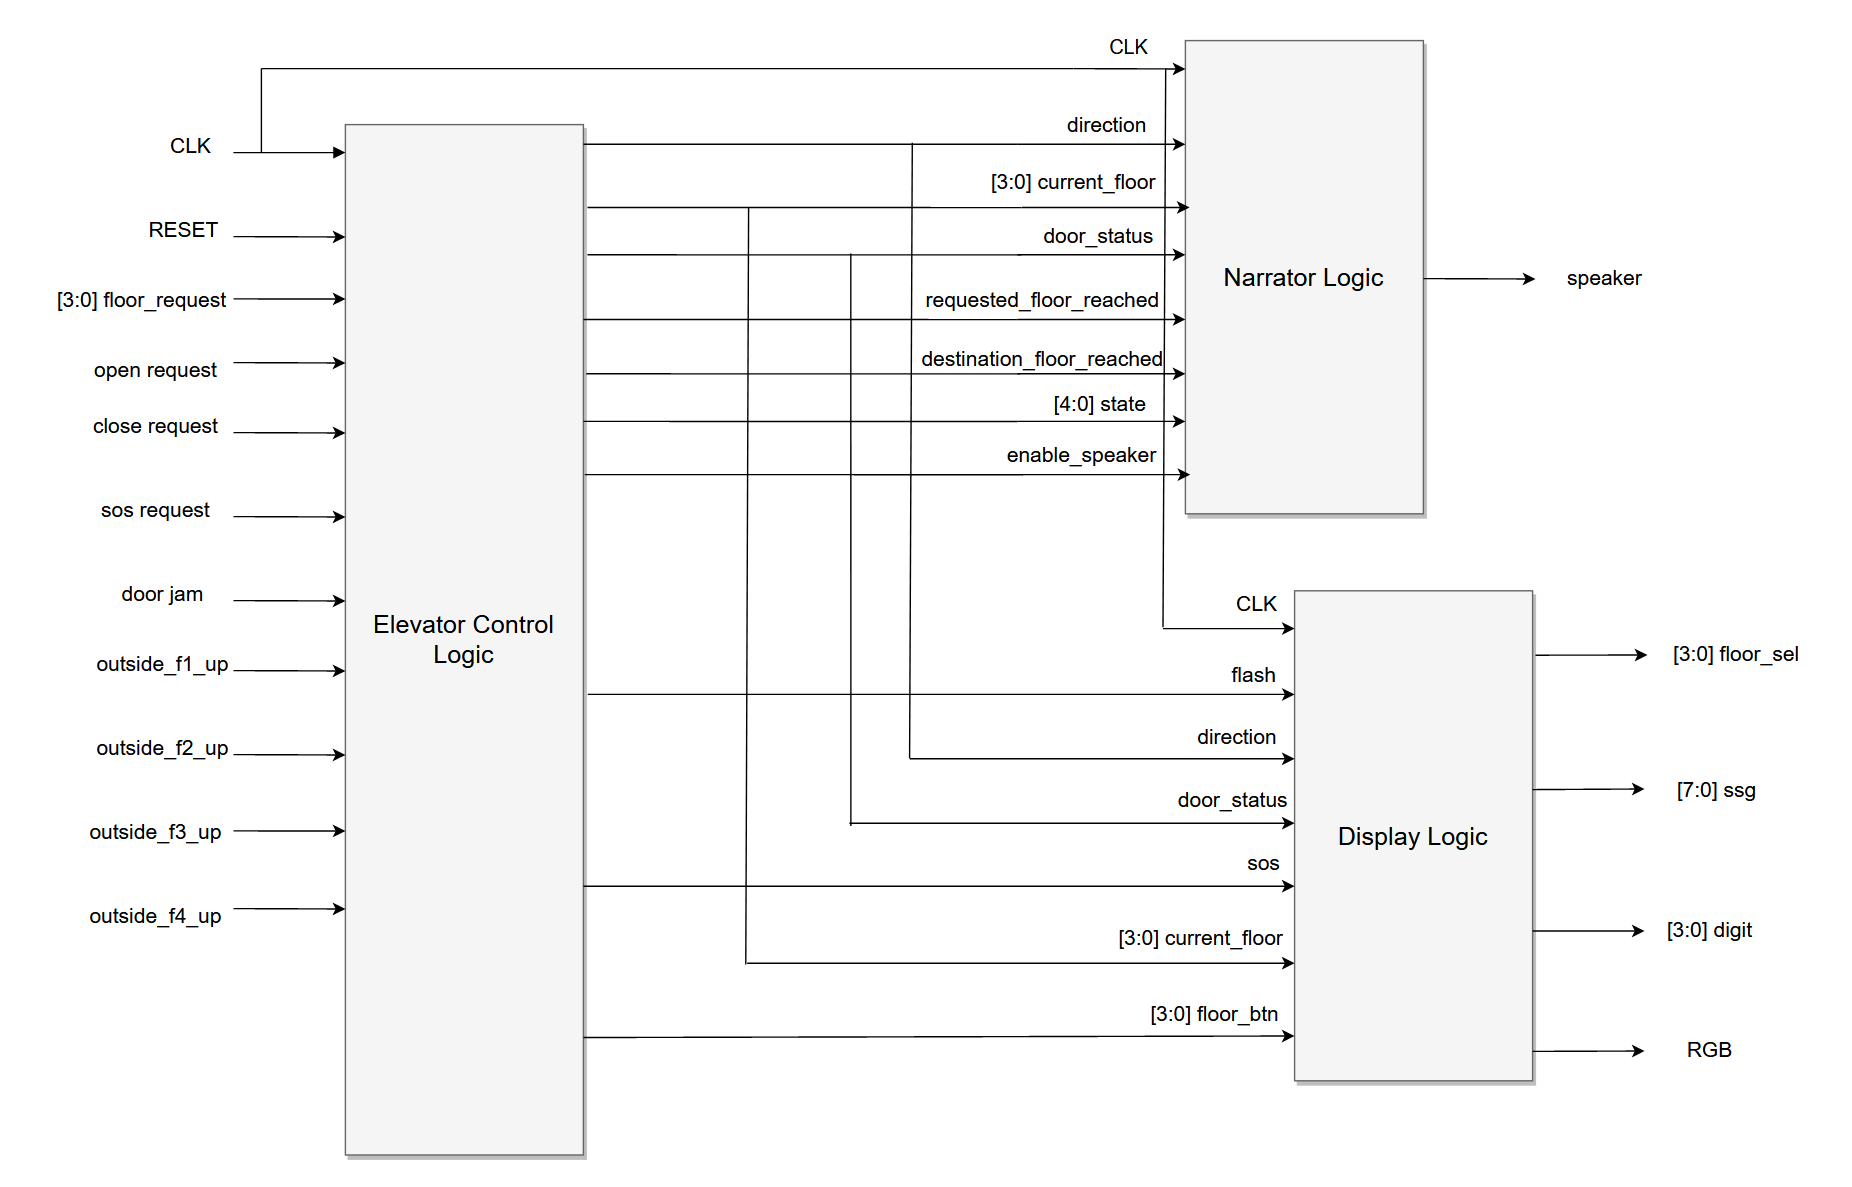 CLK
RESET
[3:0] floor_request
open request
close request
sos request
door jam
outside_f1_up
outside_f2_up
outside_f3_up
outside_f4_up
Elevator Control
Logic
CLK
direction
[3:0] current_floor
door_status
requested_floor_reached
destination_floor_reached
[4:0] state
enable_speaker
Narrator Logic
speaker
CLK
flash
direction
door_status
sos
[3:0] current_floor
[3:0] floor_btn
Display Logic
[3:0] floor_sel
[7:0] ssg
[3:0] digit
RGB